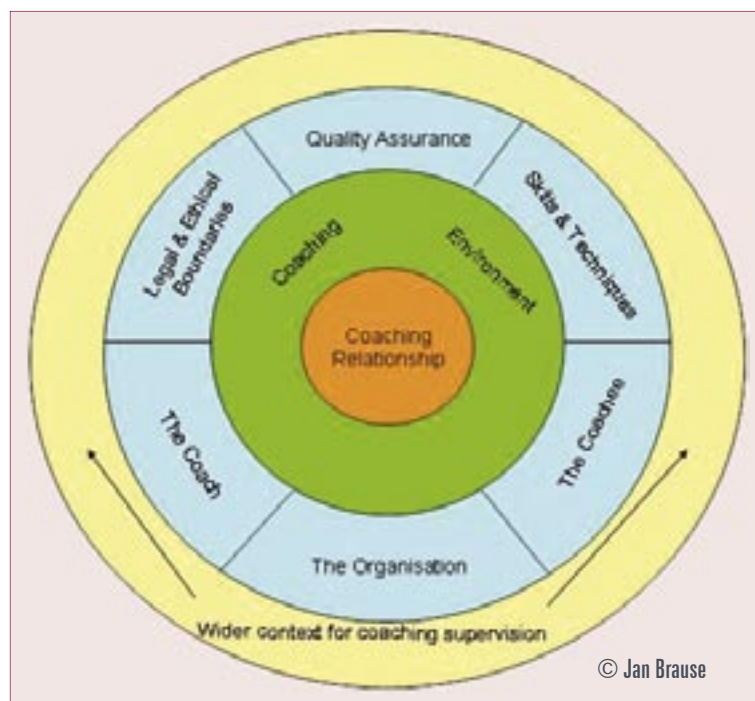 Quality Assurance
Legal & Ethical
Boundaries
Skills & Techniques
Coaching
Environment
Coaching
Relationship
The Coach
The Coachee
The Organisation
Wider context for coaching supervision
© Jan Brause